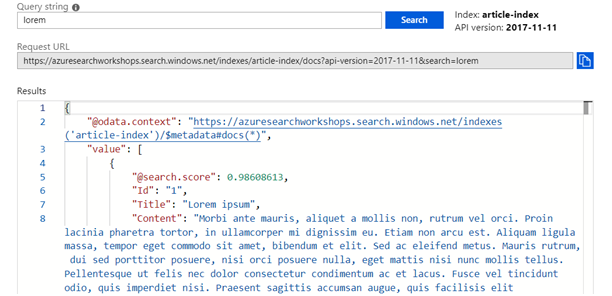 Query string
lorem
Search
Index: article-index
API version: 2017-11-11
Request URL
https://azuresearchworkshops.search.windows.net/indexes/article-index/docs?api-version=2017-11-11&search=lorem
Results
1 {
2 "@odata.context": "https://azuresearchworkshops.search.windows.net/indexes
('article-index')/$metadata#docs(*)",
3 "value": [
4 {
5 "@search.score": 0.98608613,
6 "Id": "1",
7 "Title": "Lorem ipsum",
8 "Content": "Morbi ante mauris, aliquet a mollis non, rutrum vel orci. Proin
lacinia pharetra tortor, in ullamcorper mi dignissim eu. Etiam non arcu est. Aliquam ligula
massa, tempor eget commodo sit amet, bibendum et elit. Sed ac eleifend metus. Mauris rutrum,
dui sed porttitor posuere, nisi orci posuere nulla, eget mattis nisi nunc mollis tellus.
Pellentesque ut felis nec dolor consectetur condimentum ac et lacus. Fusce vel tincidunt
odio, quis imperdiet nisi. Praesent sagittis accumsan augue, quis facilisis elit